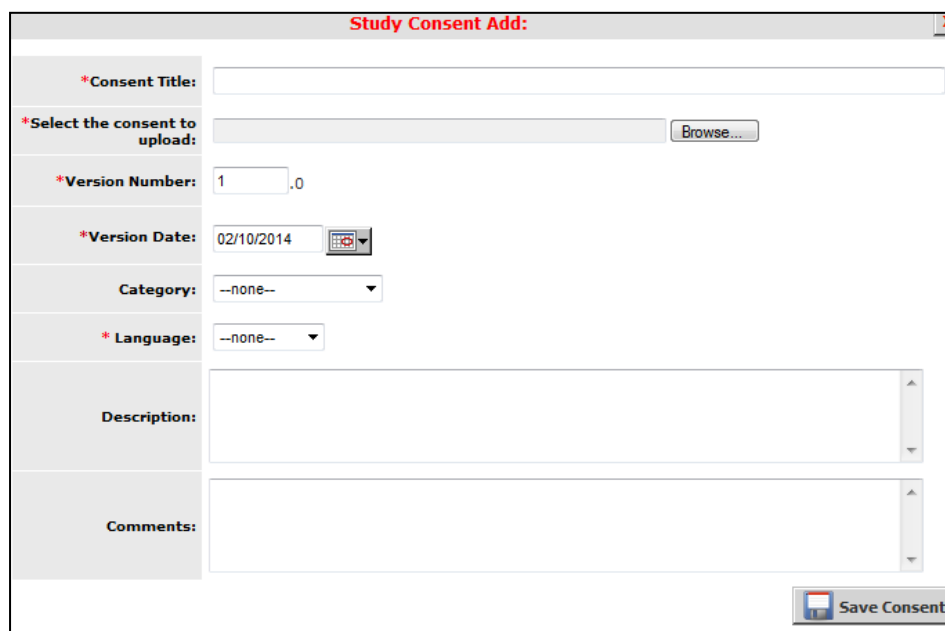 Study Consent Add:
*Consent Title:
*Select the consent to
upload:
Browse...
*Version Number: 1 .0
*Version Date: 02/10/2014
Category: --none--
* Language: --none--
Description:
Comments:
Save Consent